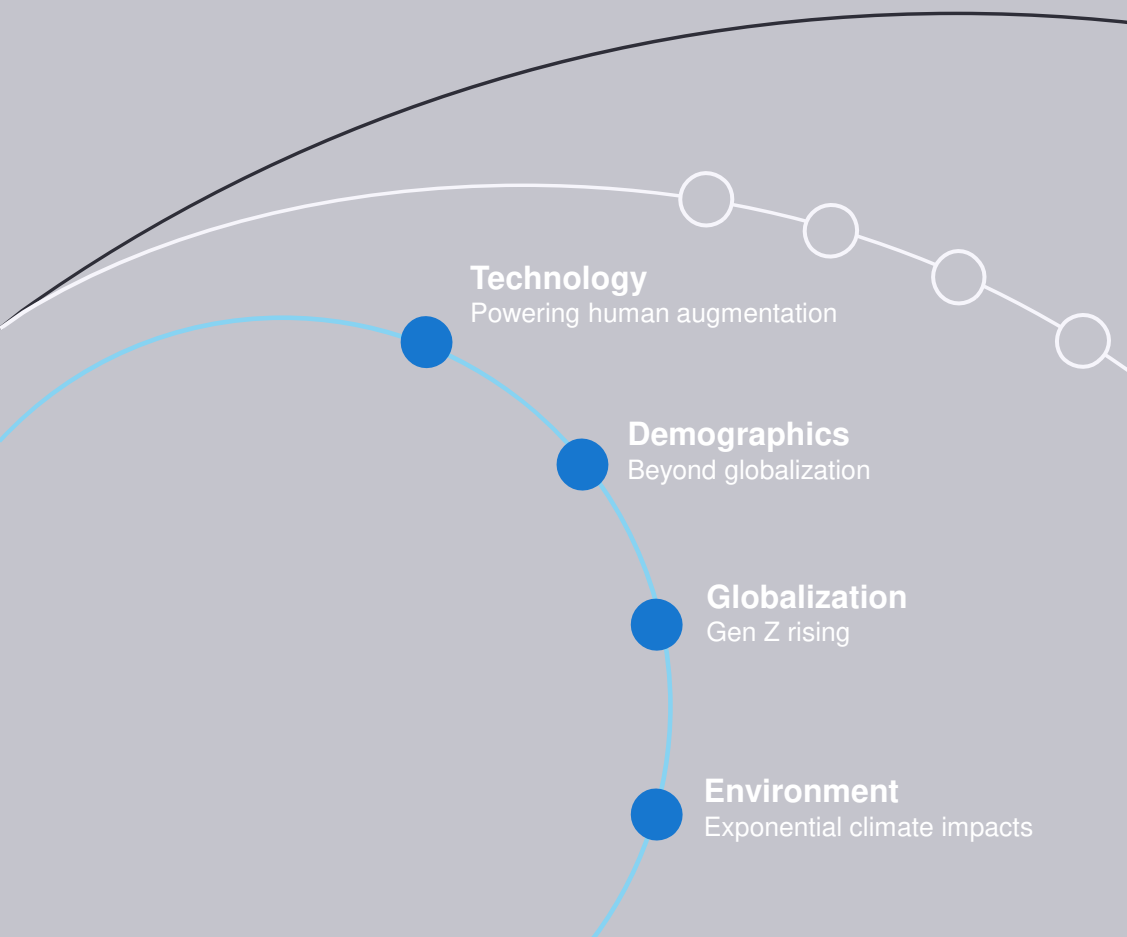 Technology
Powering human augmentation
Demographics
Beyond globalization
Globalization
Gen Z rising
Environment
Exponential climate impacts